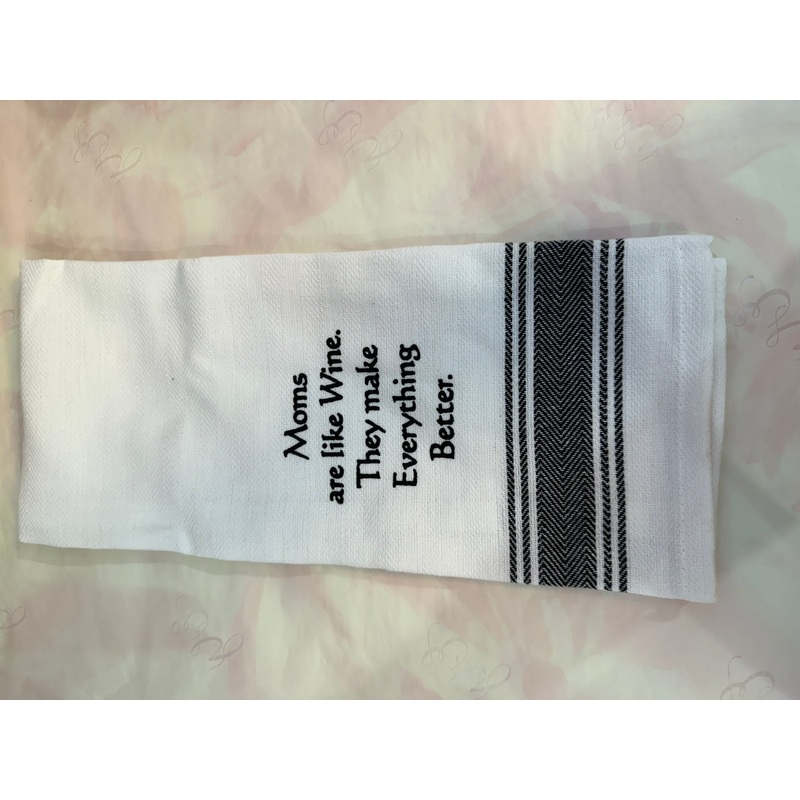 Moms
are like Wine.
They make
Everything
Better.